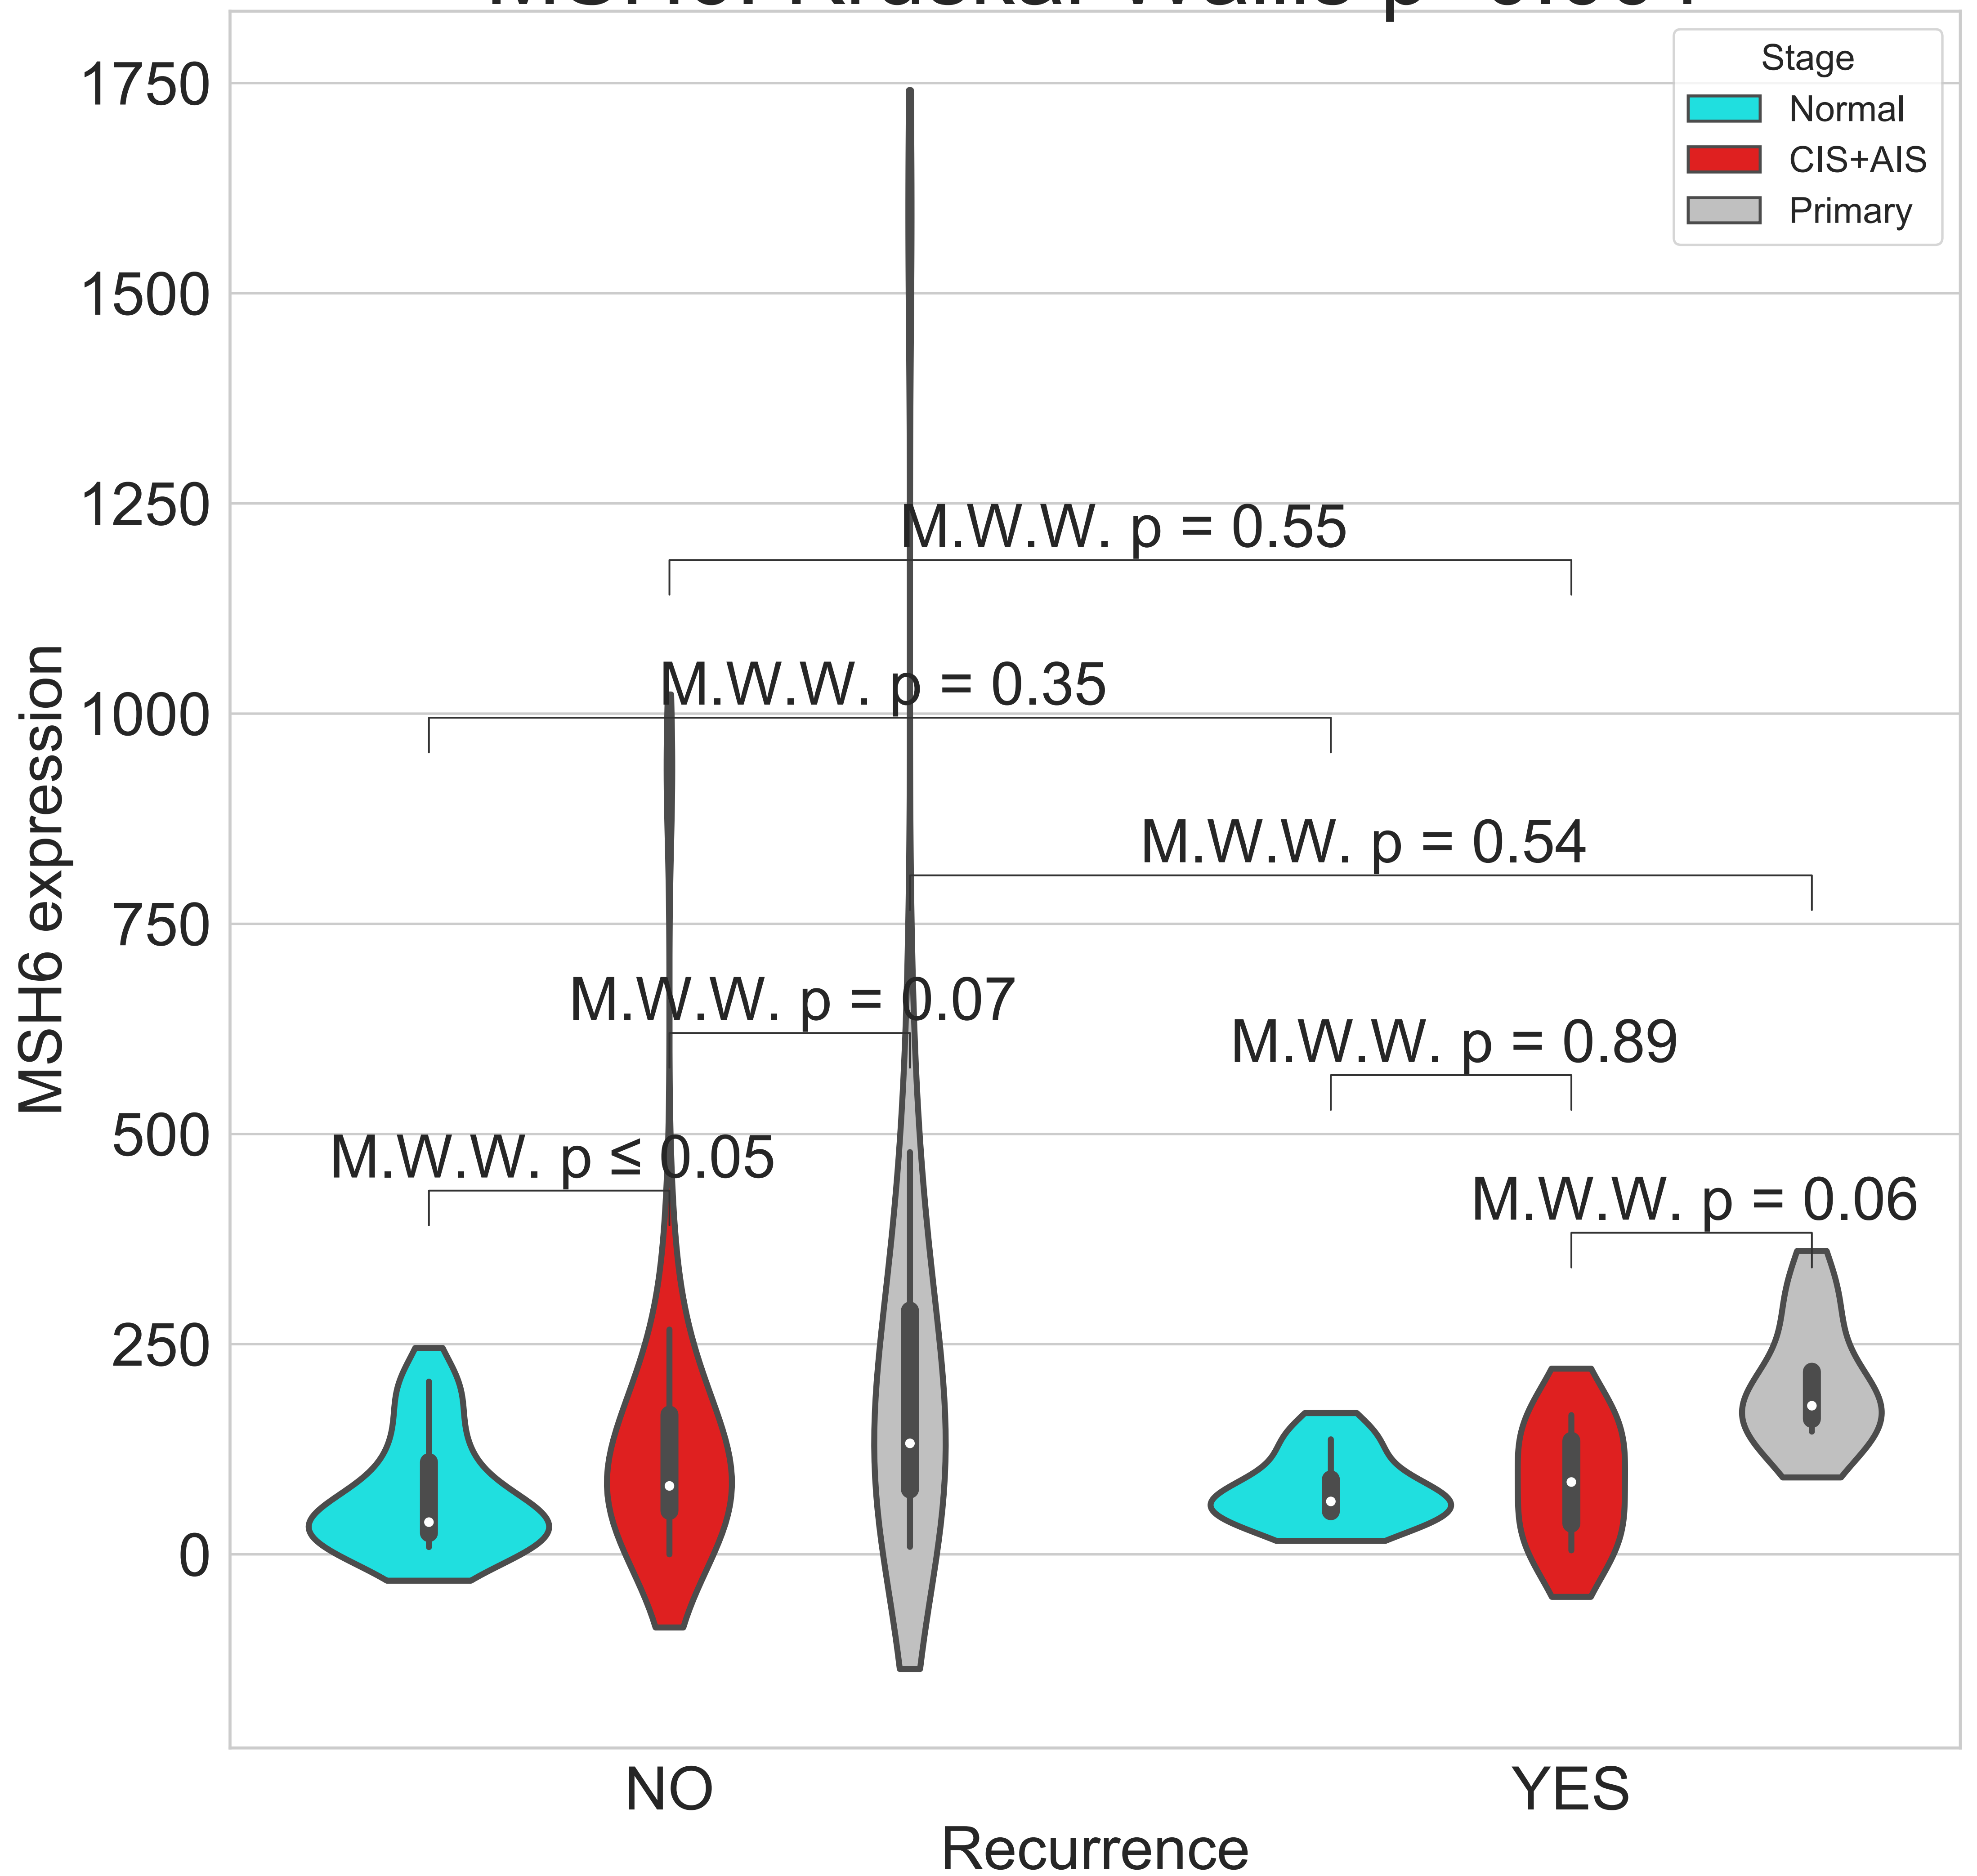 Stage
Normal
CIS+AIS
Primary
1750
1500
1250
1000
750
500
250
0
MSH6 expression
M.W.W. p = 0.55
M.W.W. p = 0.35
M.W.W. p = 0.54
M.W.W. p = 0.07
M.W.W. p = 0.89
M.W.W. p ≤ 0.05
M.W.W. p = 0.06
NO
YES
Recurrence